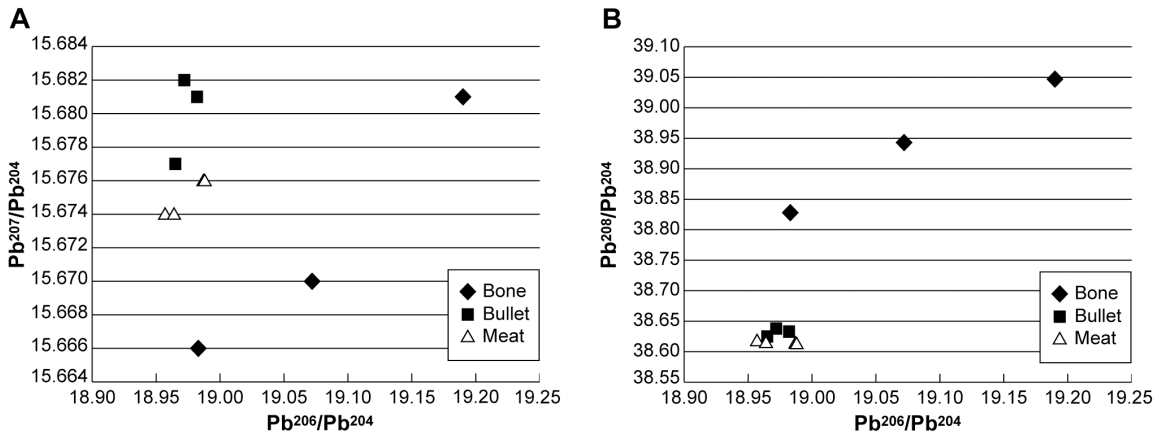 A
15.684
15.682
15.680
15.678
15.676
15.674
15.672
15.670
15.668
15.666
15.664
Pb207/Pb204
18.90 18.95 19.00 19.05 19.10 19.15 19.20 19.25
Pb206/Pb204
Bone
Bullet
Meat
B
39.10
39.05
39.00
38.95
38.90
38.85
38.80
38.75
38.70
38.65
38.60
38.55
Pb208/Pb204
18.90 18.95 19.00 19.05 19.10 19.15 19.20 19.25
Pb206/Pb204
Bone
Bullet
Meat